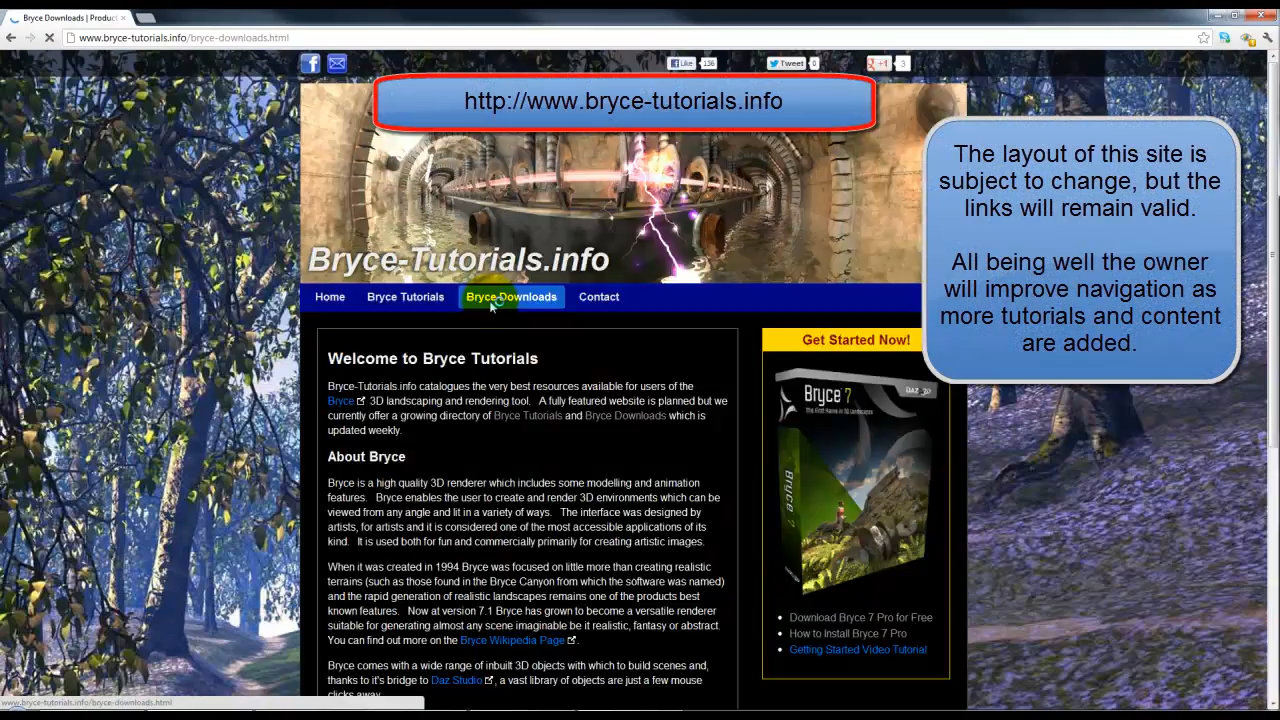 Bryce Downloads | Product
www.bryce-tutorials.info/bryce-downloads.html
Like 136
Tweet 0
+1 3
http://www.bryce-tutorials.info
The layout of this site is
subject to change, but the
links will remain valid.
All being well the owner
will improve navigation as
more tutorials and content
are added.
Bryce-Tutorials.info
Home Bryce Tutorials Bryce Downloads Contact
Welcome to Bryce Tutorials
Bryce-Tutorials.info catalogues the very best resources available for users of the
Bryce 3D landscaping and rendering tool. A fully featured website is planned but we
currently offer a growing directory of Bryce Tutorials and Bryce Downloads which is
updated weekly.
About Bryce
Bryce is a high quality 3D renderer which includes some modelling and animation
features. Bryce enables the user to create and render 3D environments which can be
viewed from any angle and lit in a variety of ways. The interface was designed by
artists, for artists and it is considered one of the most accessible applications of its
kind. It is used both for fun and commercially primarily for creating artistic images.
When it was created in 1994 Bryce was focused on little more than creating realistic
terrains (such as those found in the Bryce Canyon from which the software was named)
and the rapid generation of realistic landscapes remains one of the products best
known features. Now at version 7.1 Bryce has grown to become a versatile renderer
suitable for generating almost any scene imaginable be it realistic, fantasy or abstract.
You can find out more on the Bryce Wikipedia Page.
Bryce comes with a wide range of inbuilt 3D objects with which to build scenes and,
thanks to it's bridge to Daz Studio, a vast library of objects are just a few mouse
clicks away.
Get Started Now!
Bryce 7
DAZ 3D
Bryce 7
Download Bryce 7 Pro for Free
How to Install Bryce 7 Pro
Getting Started Video Tutorial
www.bryce-tutorials.info/bryce-downloads.html